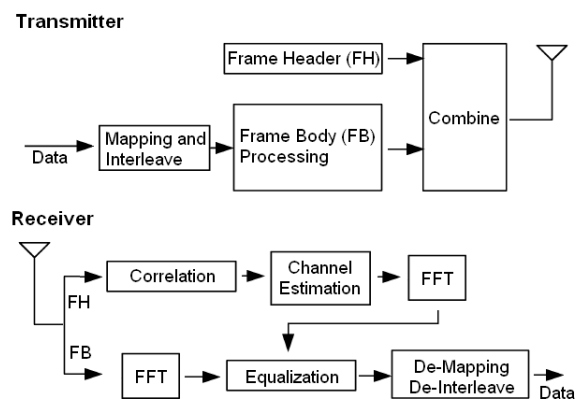 Transmitter
Frame Header (FH)
Combine
Data
Mapping and
Interleave
Frame Body (FB)
Processing
Receiver
FH
Correlation
Channel
Estimation
FFT
FB
FFT
Equalization
De-Mapping
De-Interleave
Data